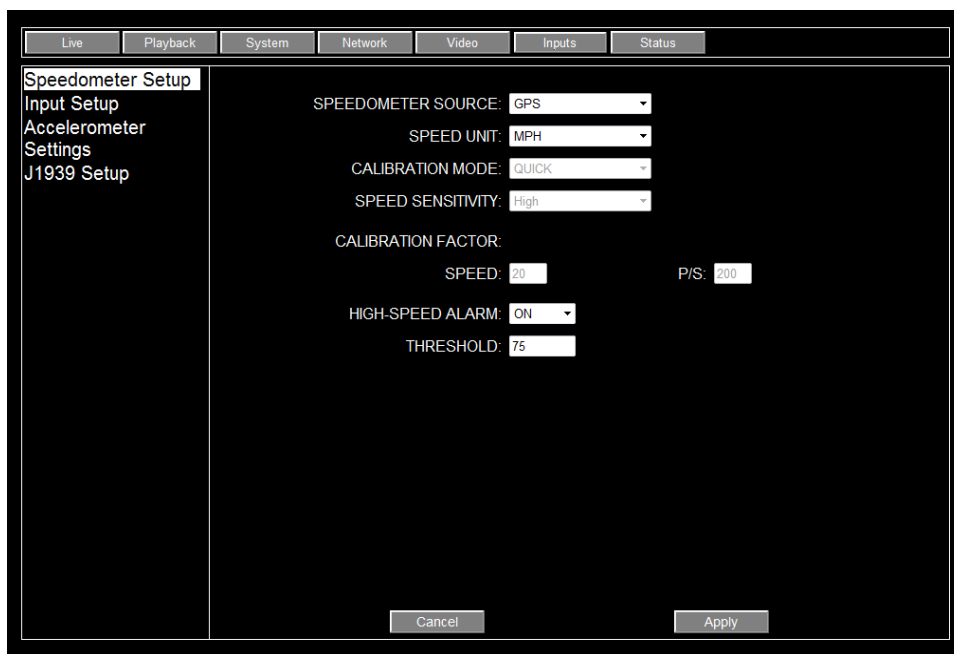 Live Playback System Network Video Inputs Status
Speedometer Setup
Input Setup
Accelerometer
Settings
J1939 Setup
SPEEDOMETER SOURCE: GPS
SPEED UNIT: MPH
CALIBRATION MODE: QUICK
SPEED SENSITIVITY: High
CALIBRATION FACTOR:
SPEED: 20 P/S: 200
HIGH-SPEED ALARM: ON
THRESHOLD: 75
Cancel Apply